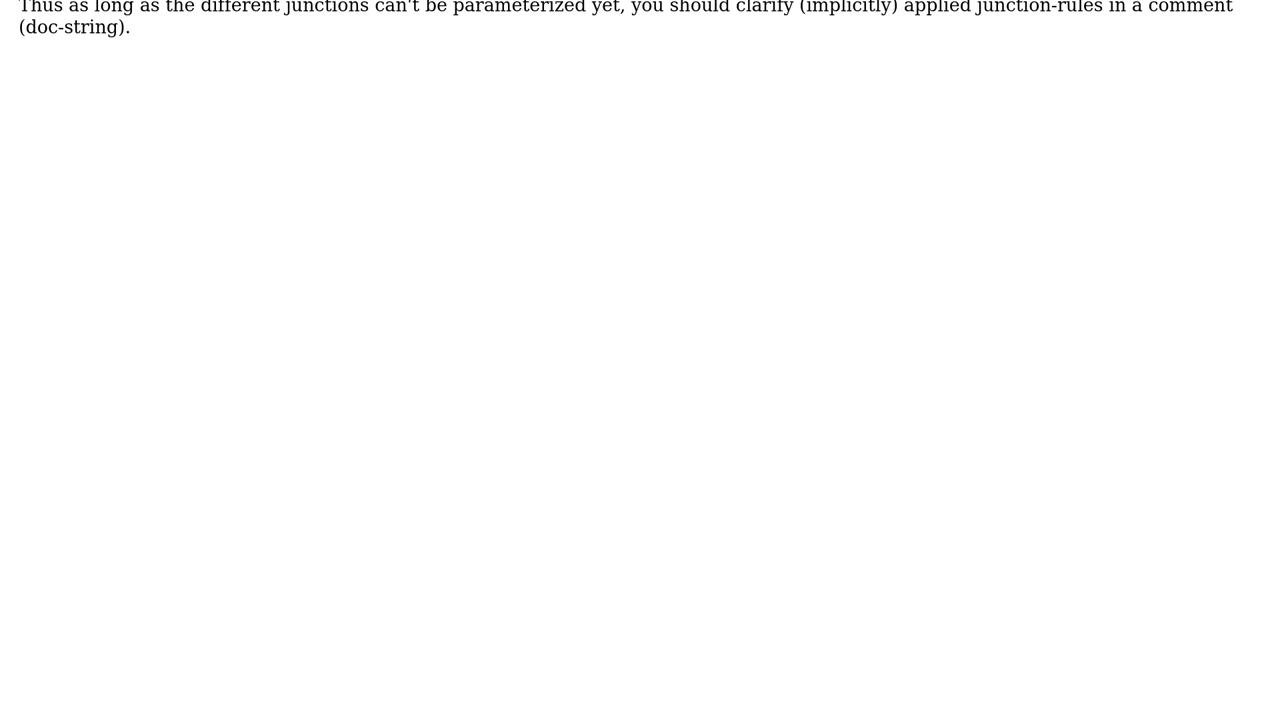 Thus as long as the different junctions can't be parameterized yet, you should clarify (implicitly) applied junction-rules in a comment
(doc-string).